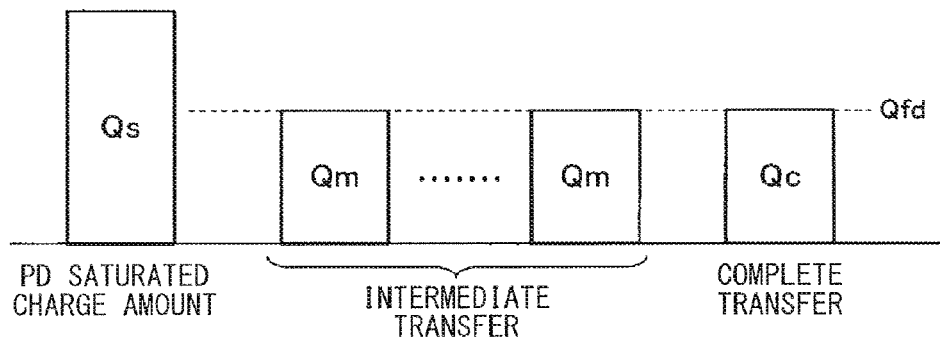 Qs
Qm
.......
Qm
Qc
Qfd
PD SATURATED
CHARGE AMOUNT
INTERMEDIATE
TRANSFER
COMPLETE
TRANSFER